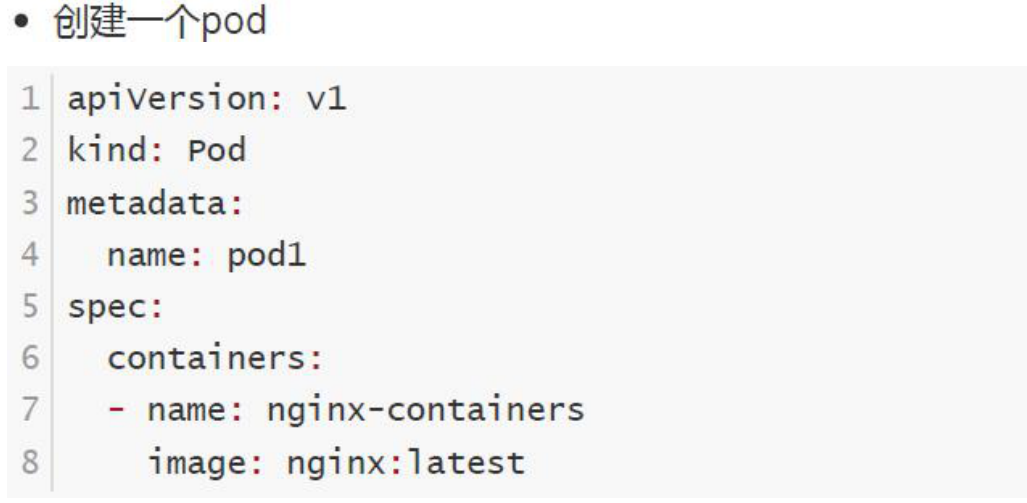 • 创建一个pod
1 apiVersion: v1
2 kind: Pod
3 metadata:
4   name: pod1
5 spec:
6   containers:
7   - name: nginx-containers
8     image: nginx:latest